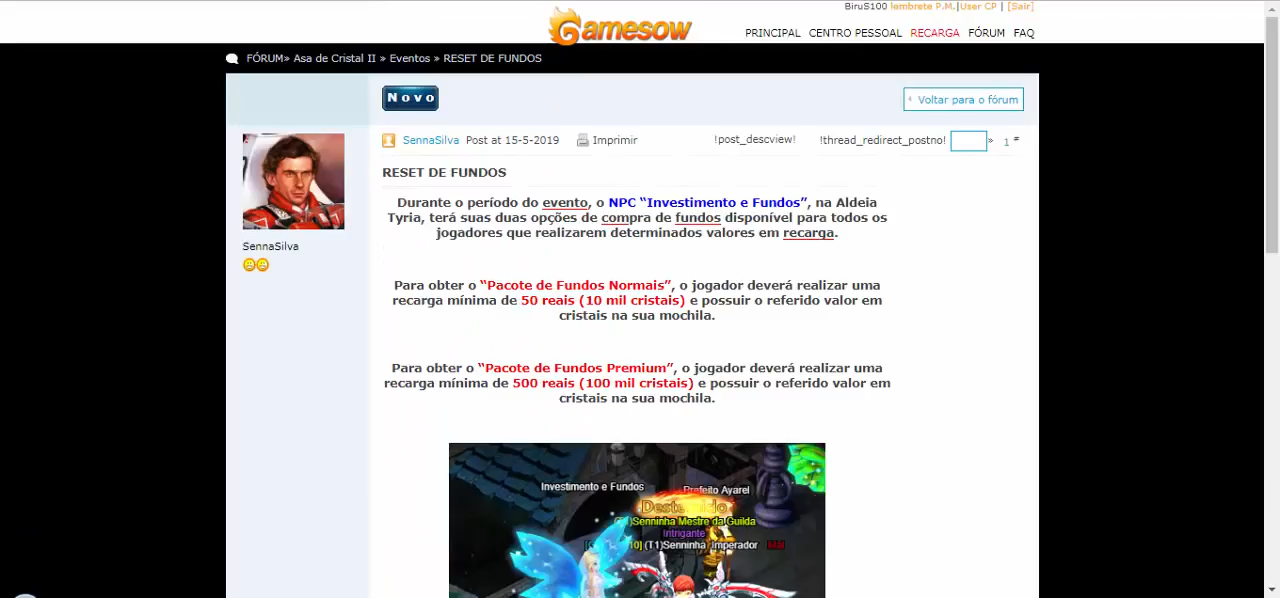 BiruS100 lembrete P.M.|User CP | [Sair]
Gamesow
PRINCIPAL CENTRO PESSOAL RECARGA FÓRUM FAQ
FÓRUM» Asa de Cristal II » Eventos » RESET DE FUNDOS
Novo
Voltar para o fórum
SennaSilva Post at 15-5-2019 Imprimir !post_descview! !thread_redirect_postno! » 1 #
RESET DE FUNDOS
Durante o período do evento, o NPC “Investimento e Fundos”, na Aldeia
Tyria, terá suas duas opções de compra de fundos disponível para todos os
jogadores que realizarem determinados valores em recarga.
SennaSilva
Para obter o “Pacote de Fundos Normais”, o jogador deverá realizar uma
recarga mínima de 50 reais (10 mil cristais) e possuir o referido valor em
cristais na sua mochila.
Para obter o “Pacote de Fundos Premium”, o jogador deverá realizar uma
recarga mínima de 500 reais (100 mil cristais) e possuir o referido valor em
cristais na sua mochila.
Investimento e Fundos
Prefeito Ayarel
Senninha Mestre da Guilda
Intrigante
(T1)Senninha Imperador